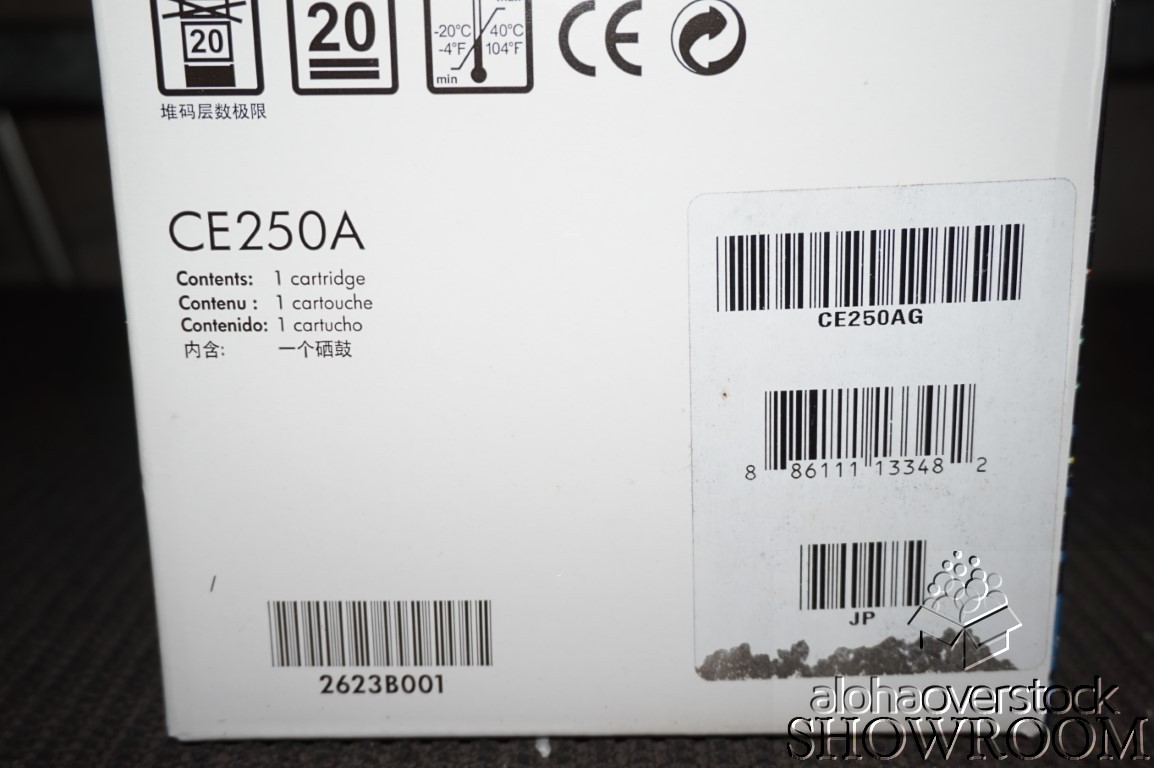 max
20
20
-20°C
40°C
-4°F
104°F
min
CE
堆码层数极限
CE250A
Contents: 1 cartridge
Contenu : 1 cartouche
Contenido: 1 cartucho
内含: 一个硒鼓
CE250AG
8 86111 13348 2
JP
2623B001
alohaoverstock
SHOWROOM